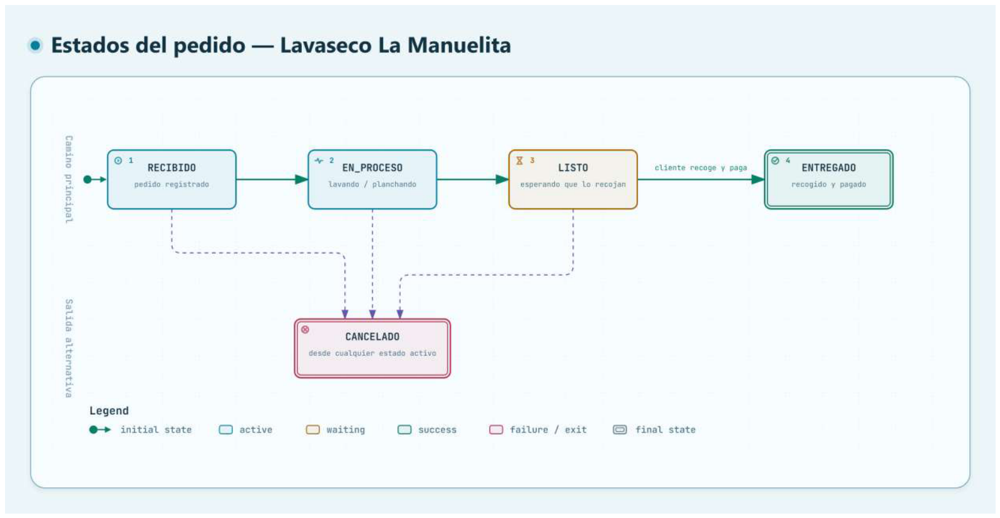 Estados del pedido — Lavaseco La Manuelita
Camino principal
1
RECIBIDO
pedido registrado
2
EN_PROCESO
lavando / planchando
3
LISTO
esperando que lo recojan
cliente recoge y paga
4
ENTREGADO
recogido y pagado
Salida alternativa
CANCELADO
desde cualquier estado activo
Legend
initial state
active
waiting
success
failure / exit
final state